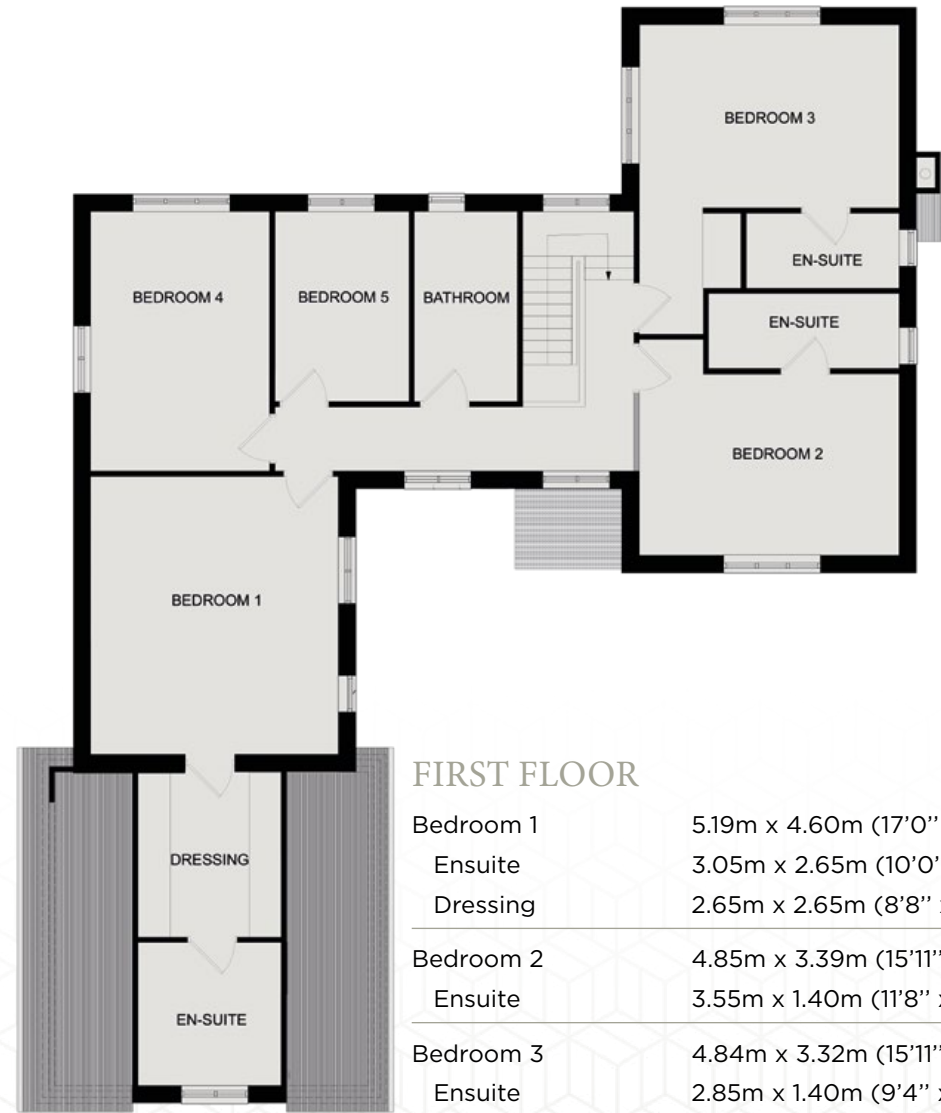 BEDROOM 3
EN-SUITE
BEDROOM 4
BEDROOM 5
BATHROOM
EN-SUITE
BEDROOM 2
BEDROOM 1
DRESSING
EN-SUITE
FIRST FLOOR
Bedroom 1 5.19m x 4.60m (17'0''
Ensuite 3.05m x 2.65m (10'0'
Dressing 2.65m x 2.65m (8'8''
Bedroom 2 4.85m x 3.39m (15'11''
Ensuite 3.55m x 1.40m (11'8'' x
Bedroom 3 4.84m x 3.32m (15'11''
Ensuite 2.85m x 1.40m (9'4'' x